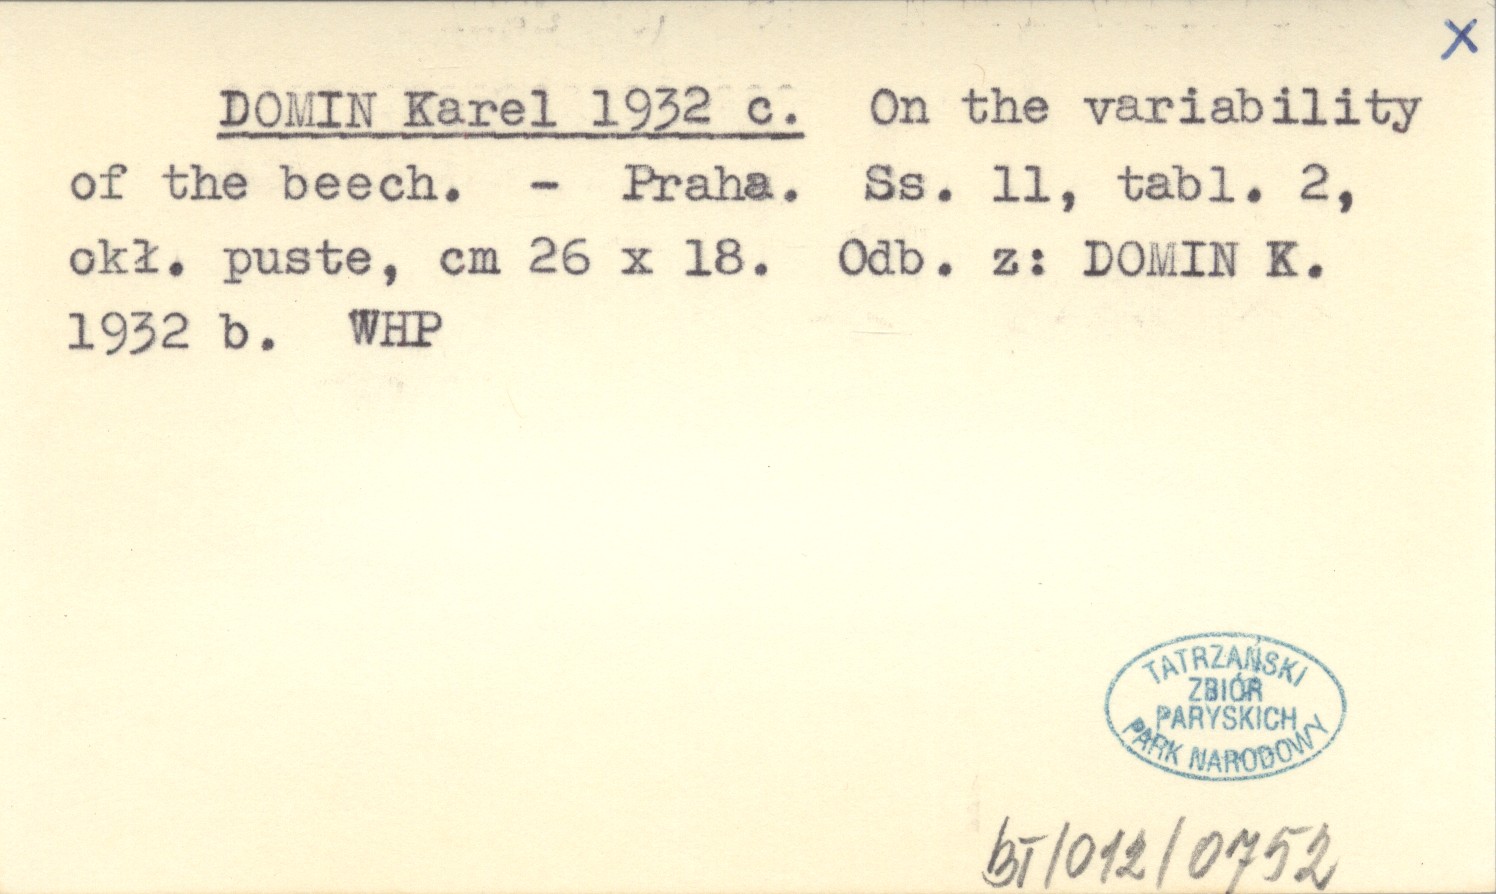 x
DOMIN Karel 1932 c. On the variability
of the beech. - Praha. Ss. 11, tabl. 2,
okł. puste, cm 26 x 18. Odb. z: DOMIN K.
1932 b. WHP
TATRZAŃSKI
ZBIÓR
PARYSKICH
PARK NARODOWY
BT/012/0752